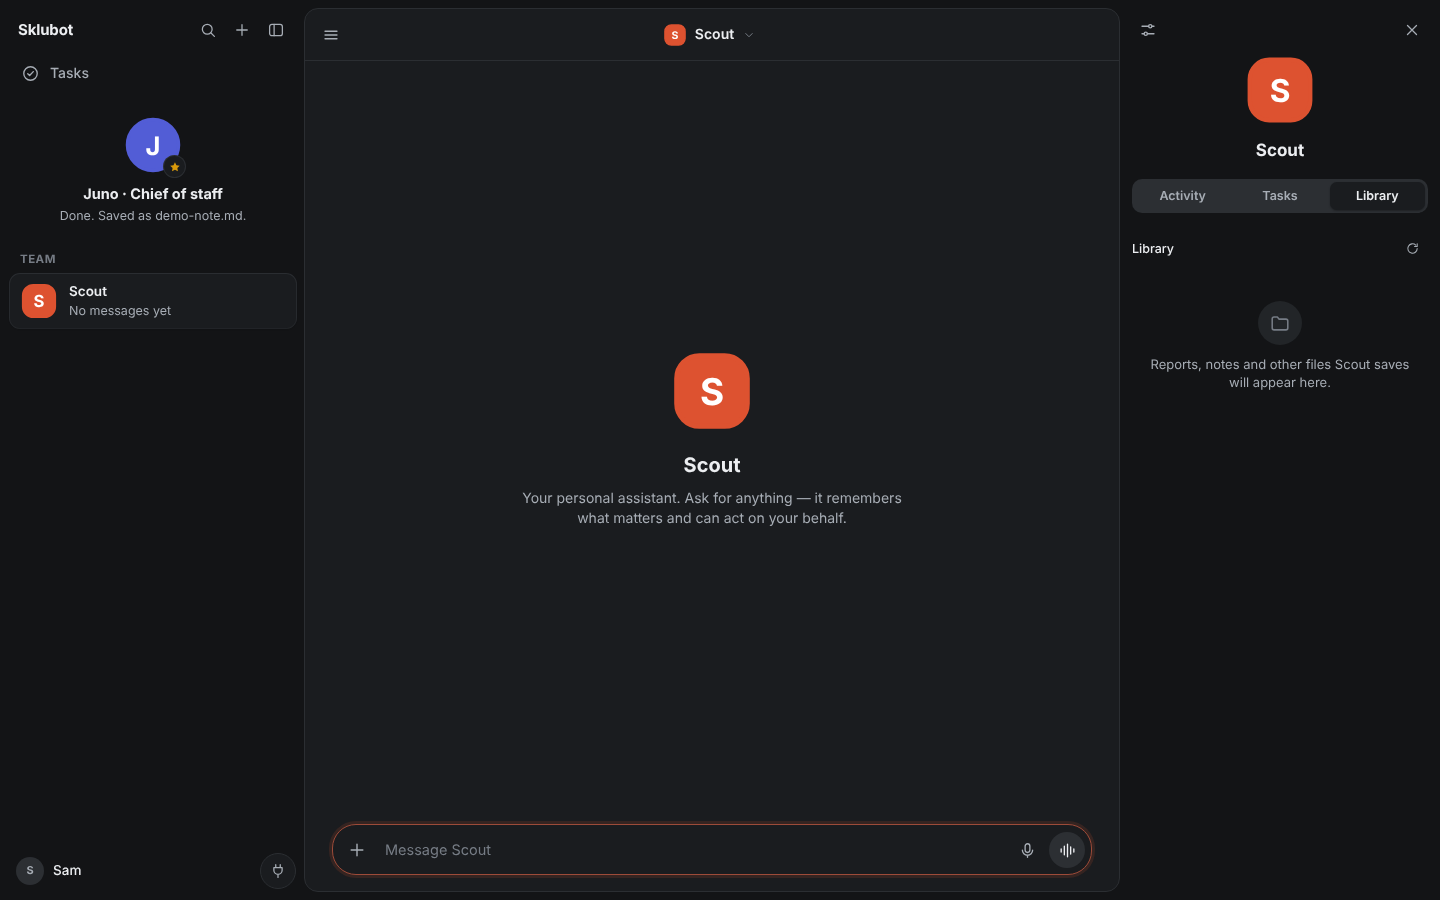 Sklubot
Tasks
J
Juno · Chief of staff
Done. Saved as demo-note.md.
TEAM
S
Scout
No messages yet
S
Sam
S
Scout
S
Scout
Your personal assistant. Ask for anything — it remembers
what matters and can act on your behalf.
Message Scout
S
Scout
Activity
Tasks
Library
Library
Reports, notes and other files Scout saves
will appear here.